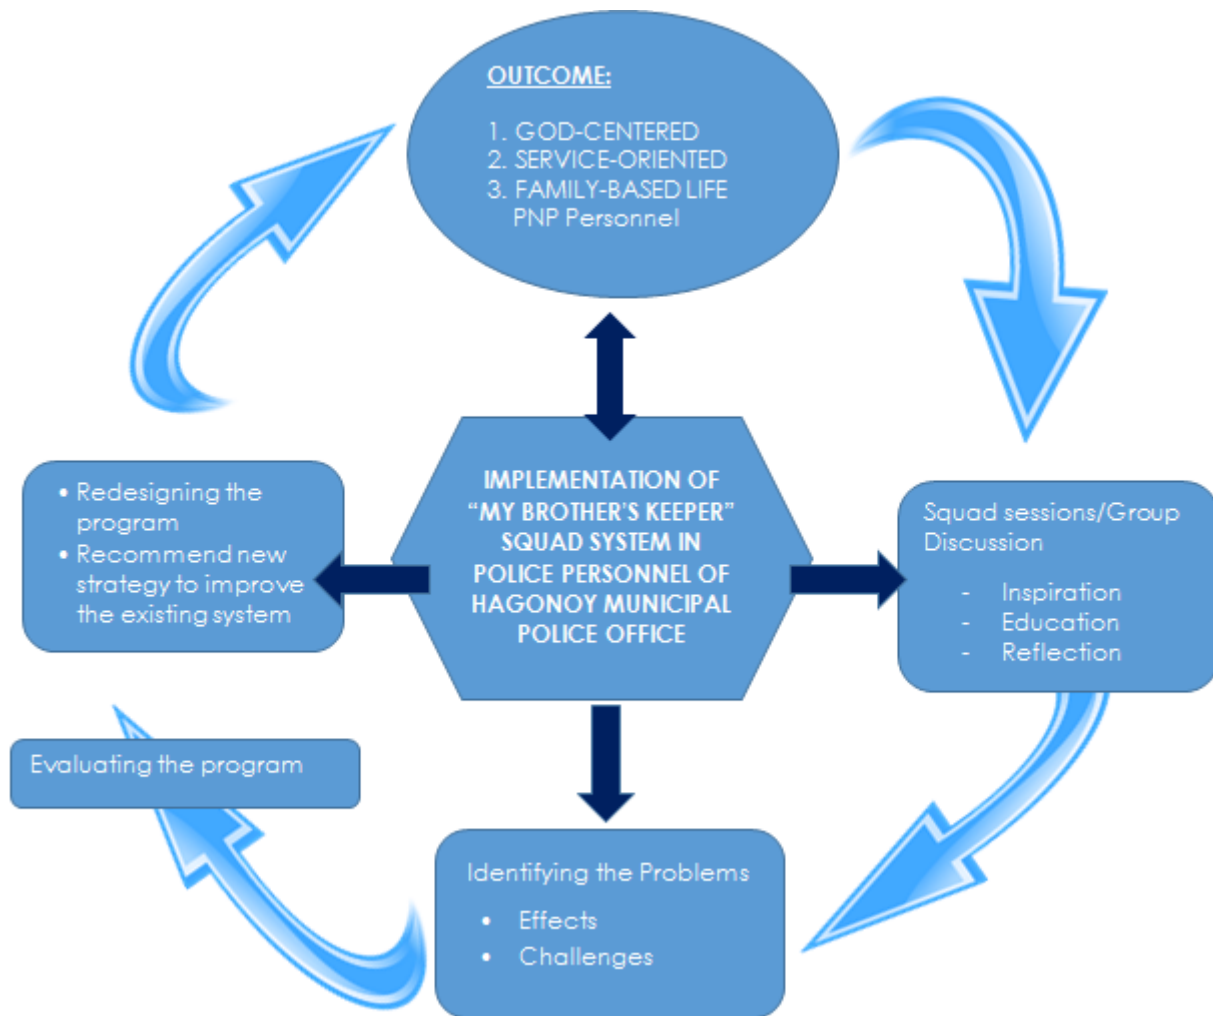 OUTCOME:
1. GOD-CENTERED
2. SERVICE-ORIENTED
3. FAMILY-BASED LIFE
PNP Personnel
• Redesigning the
program
• Recommend new
strategy to improve
the existing system
IMPLEMENTATION OF
“MY BROTHER’S KEEPER”
SQUAD SYSTEM IN
POLICE PERSONNEL OF
HAGONOY MUNICIPAL
POLICE OFFICE
Squad sessions/Group
Discussion
- Inspiration
- Education
- Reflection
Evaluating the program
Identifying the Problems
• Effects
• Challenges